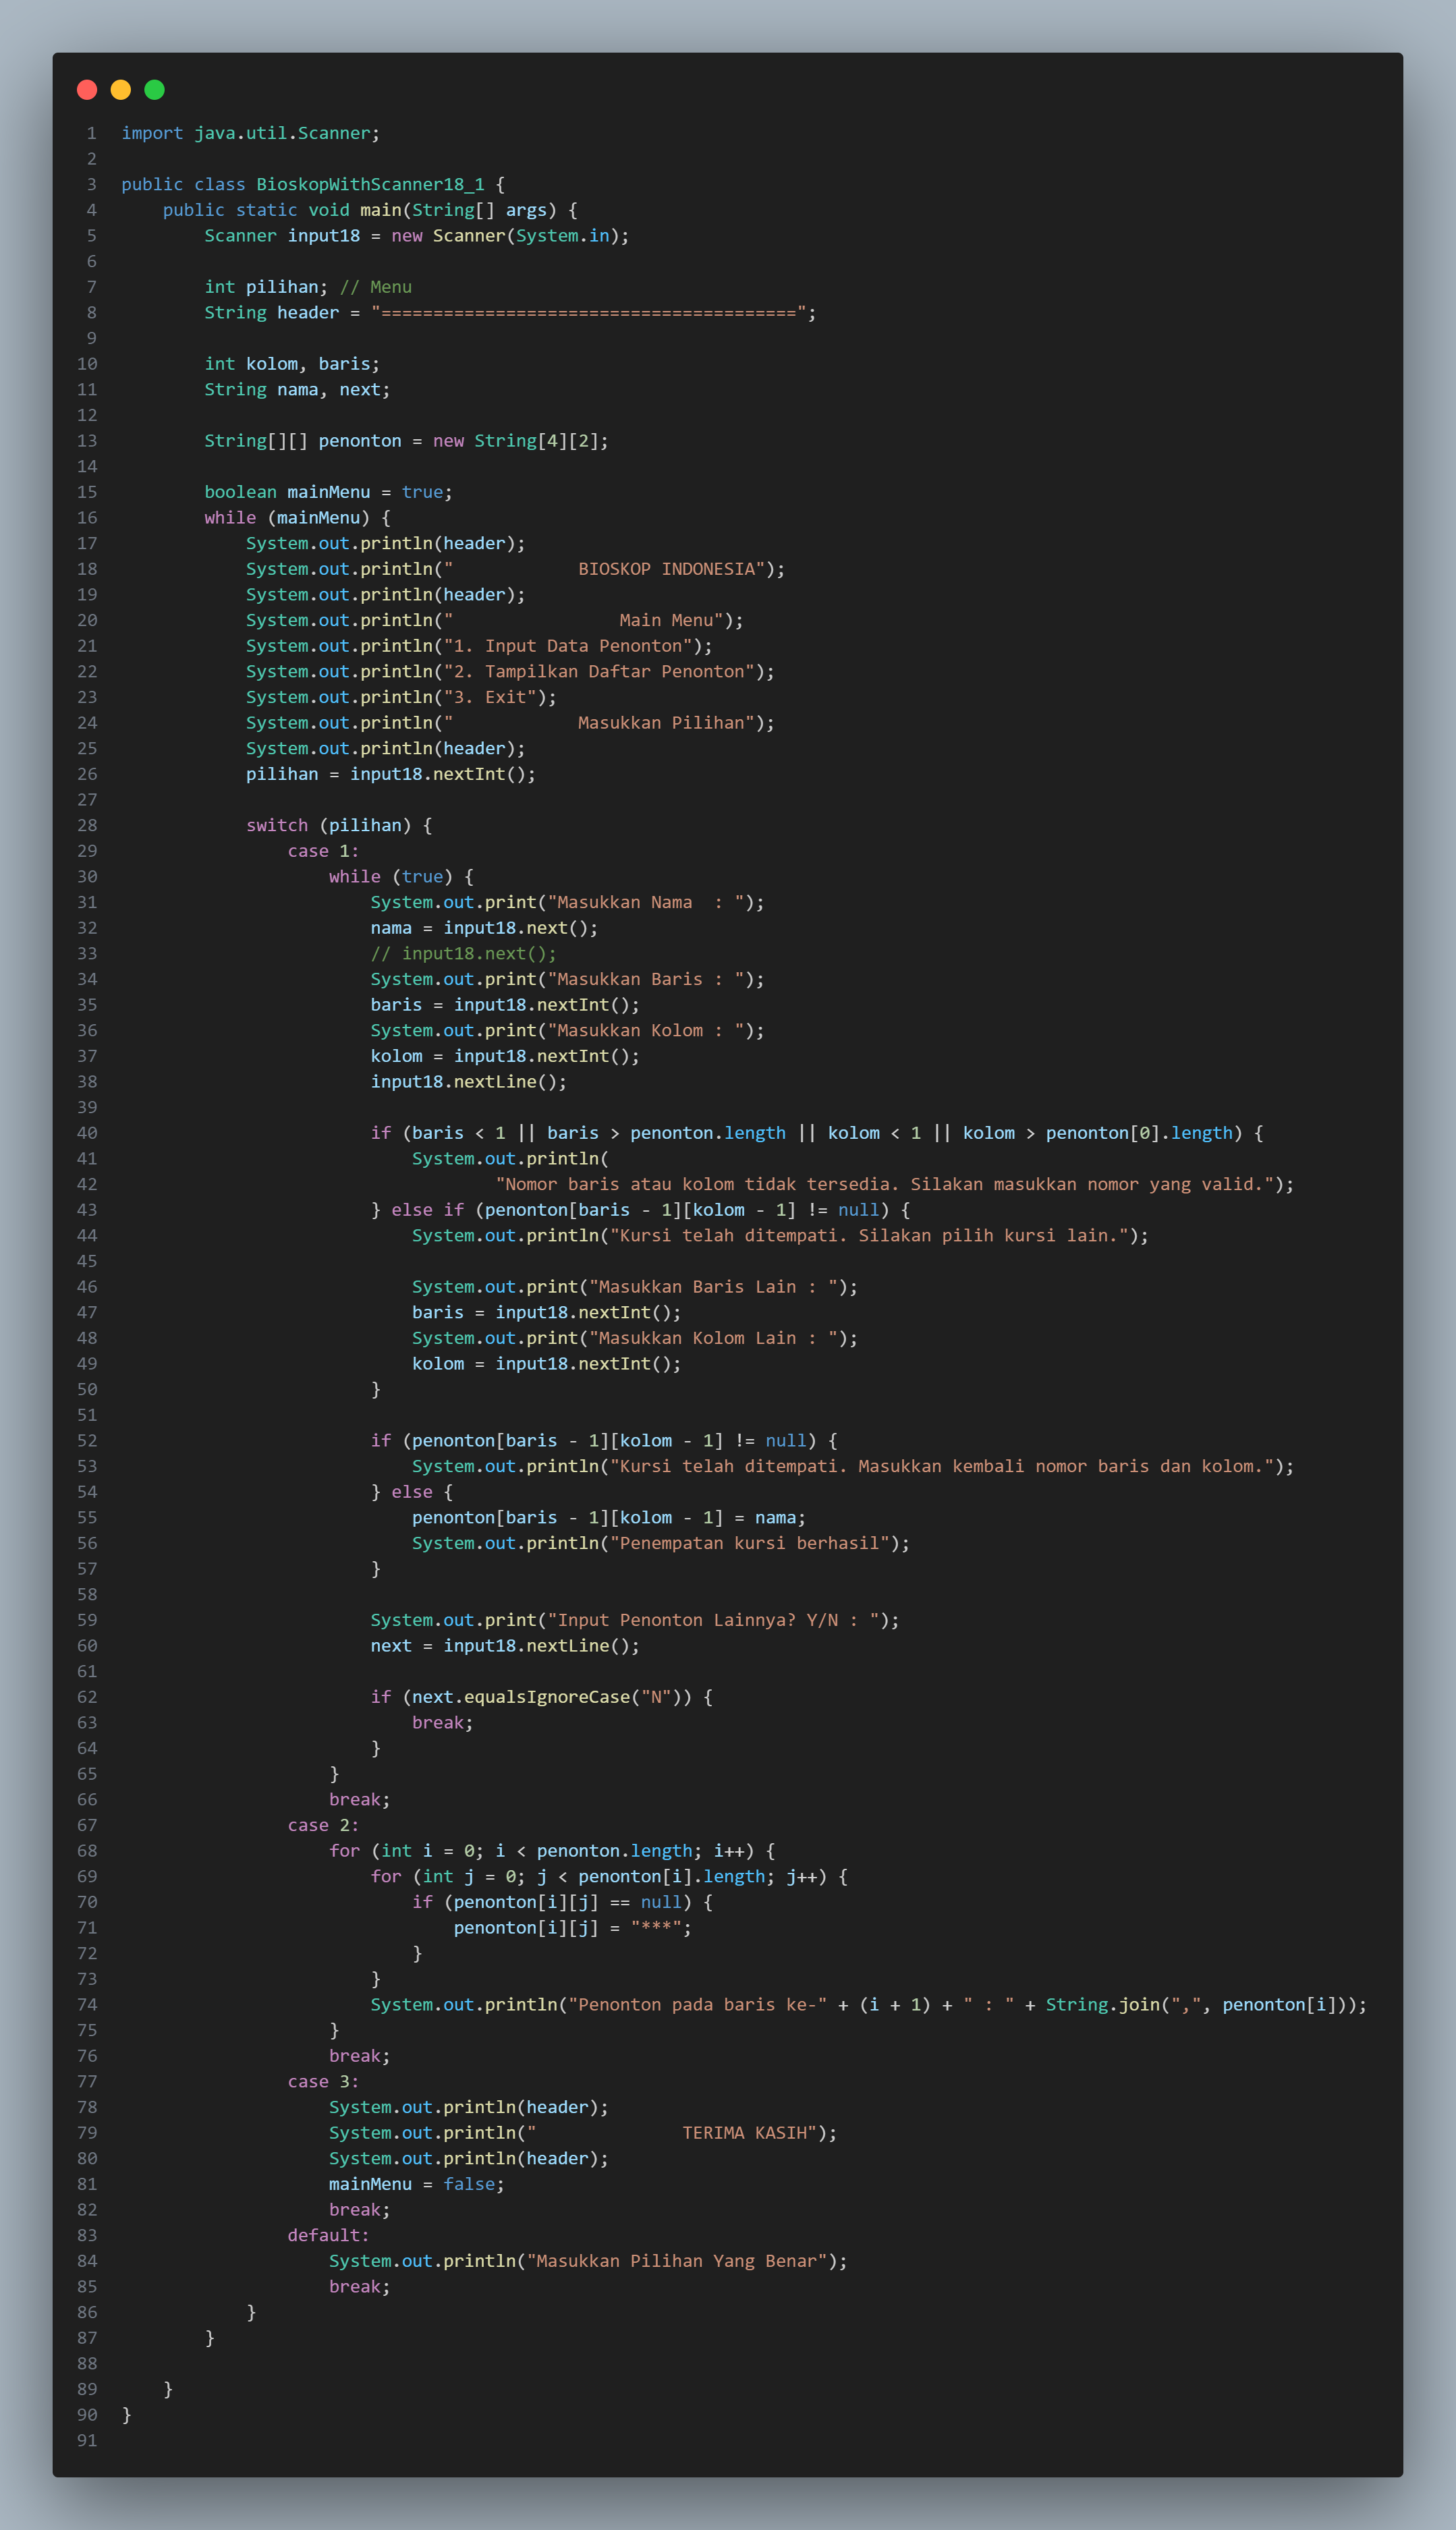 1 import java.util.Scanner;
2
3 public class BioskopWithScanner18_1 {
4     public static void main(String[] args) {
5         Scanner input18 = new Scanner(System.in);
6
7         int pilihan; // Menu
8         String header = "========================================";
9
10         int kolom, baris;
11         String nama, next;
12
13         String[][] penonton = new String[4][2];
14
15         boolean mainMenu = true;
16         while (mainMenu) {
17             System.out.println(header);
18             System.out.println("            BIOSKOP INDONESIA");
19             System.out.println(header);
20             System.out.println("                Main Menu");
21             System.out.println("1. Input Data Penonton");
22             System.out.println("2. Tampilkan Daftar Penonton");
23             System.out.println("3. Exit");
24             System.out.println("            Masukkan Pilihan");
25             System.out.println(header);
26             pilihan = input18.nextInt();
27
28             switch (pilihan) {
29                 case 1:
30                     while (true) {
31                         System.out.print("Masukkan Nama  : ");
32                         nama = input18.next();
33                         // input18.next();
34                         System.out.print("Masukkan Baris : ");
35                         baris = input18.nextInt();
36                         System.out.print("Masukkan Kolom : ");
37                         kolom = input18.nextInt();
38                         input18.nextLine();
39
40                         if (baris < 1 || baris > penonton.length || kolom < 1 || kolom > penonton[0].length) {
41                             System.out.println(
42                                     "Nomor baris atau kolom tidak tersedia. Silakan masukkan nomor yang valid.");
43                         } else if (penonton[baris - 1][kolom - 1] != null) {
44                             System.out.println("Kursi telah ditempati. Silakan pilih kursi lain.");
45
46                             System.out.print("Masukkan Baris Lain : ");
47                             baris = input18.nextInt();
48                             System.out.print("Masukkan Kolom Lain : ");
49                             kolom = input18.nextInt();
50                         }
51
52                         if (penonton[baris - 1][kolom - 1] != null) {
53                             System.out.println("Kursi telah ditempati. Masukkan kembali nomor baris dan kolom.");
54                         } else {
55                             penonton[baris - 1][kolom - 1] = nama;
56                             System.out.println("Penempatan kursi berhasil");
57                         }
58
59                         System.out.print("Input Penonton Lainnya? Y/N : ");
60                         next = input18.nextLine();
61
62                         if (next.equalsIgnoreCase("N")) {
63                             break;
64                         }
65                     }
66                     break;
67                 case 2:
68                     for (int i = 0; i < penonton.length; i++) {
69                         for (int j = 0; j < penonton[i].length; j++) {
70                             if (penonton[i][j] == null) {
71                                 penonton[i][j] = "***";
72                             }
73                         }
74                         System.out.println("Penonton pada baris ke-" + (i + 1) + " : " + String.join(",", penonton[i]));
75                     }
76                     break;
77                 case 3:
78                     System.out.println(header);
79                     System.out.println("              TERIMA KASIH");
80                     System.out.println(header);
81                     mainMenu = false;
82                     break;
83                 default:
84                     System.out.println("Masukkan Pilihan Yang Benar");
85                     break;
86             }
87         }
88
89     }
90 }
91